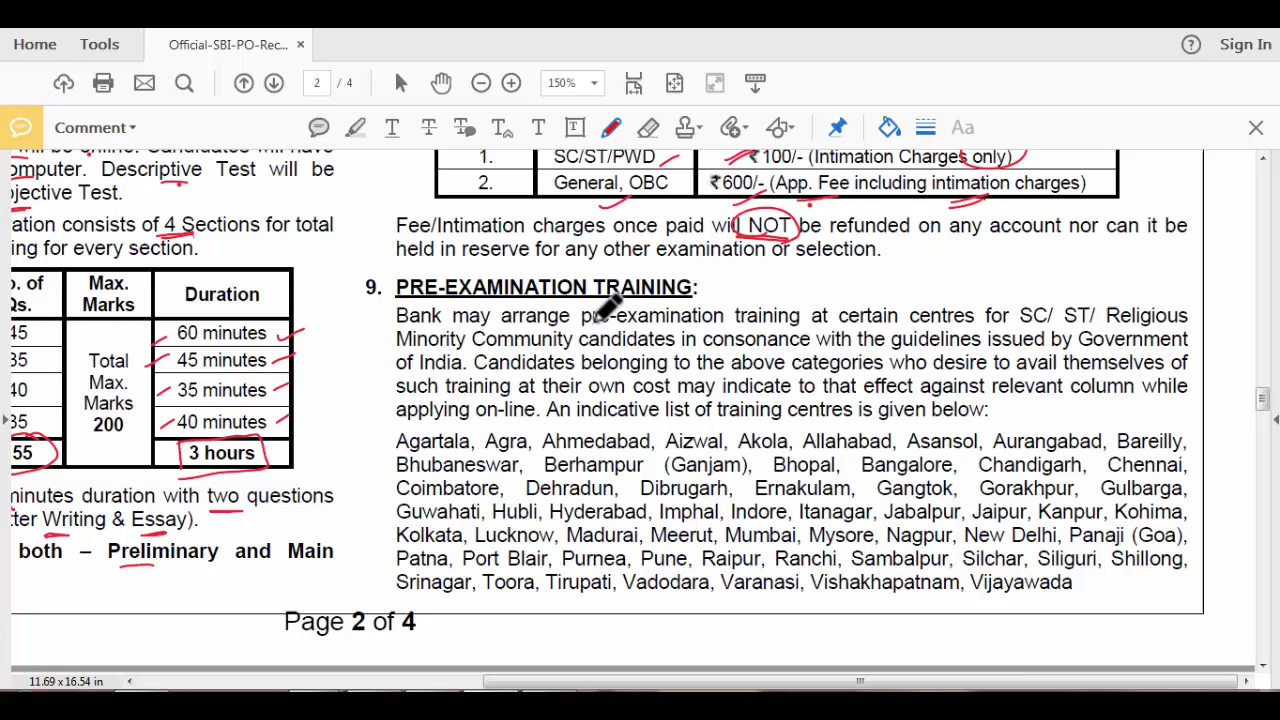 Home Tools Official-SBI-PO-Rec... × Sign In
2 / 4 150%
Comment
will be online. Candidates will have
omputer. Descriptive Test will be
jective Test.
ation consists of 4 Sections for total
ing for every section.
o. of Qs. Max. Marks Duration
45 60 minutes
35 45 minutes
40 35 minutes
35 40 minutes
Total Max. Marks 200
55 3 hours
minutes duration with two questions
tter Writing & Essay).
both – Preliminary and Main
1. SC/ST/PWD ₹100/- (Intimation Charges only)
2. General, OBC ₹600/- (App. Fee including intimation charges)
Fee/Intimation charges once paid will NOT be refunded on any account nor can it be
held in reserve for any other examination or selection.
9. PRE-EXAMINATION TRAINING:
Bank may arrange pre-examination training at certain centres for SC/ ST/ Religious
Minority Community candidates in consonance with the guidelines issued by Government
of India. Candidates belonging to the above categories who desire to avail themselves of
such training at their own cost may indicate to that effect against relevant column while
applying on-line. An indicative list of training centres is given below:
Agartala, Agra, Ahmedabad, Aizwal, Akola, Allahabad, Asansol, Aurangabad, Bareilly,
Bhubaneswar, Berhampur (Ganjam), Bhopal, Bangalore, Chandigarh, Chennai,
Coimbatore, Dehradun, Dibrugarh, Ernakulam, Gangtok, Gorakhpur, Gulbarga,
Guwahati, Hubli, Hyderabad, Imphal, Indore, Itanagar, Jabalpur, Jaipur, Kanpur, Kohima,
Kolkata, Lucknow, Madurai, Meerut, Mumbai, Mysore, Nagpur, New Delhi, Panaji (Goa),
Patna, Port Blair, Purnea, Pune, Raipur, Ranchi, Sambalpur, Silchar, Siliguri, Shillong,
Srinagar, Toora, Tirupati, Vadodara, Varanasi, Vishakhapatnam, Vijayawada
Page 2 of 4
11.69 x 16.54 in